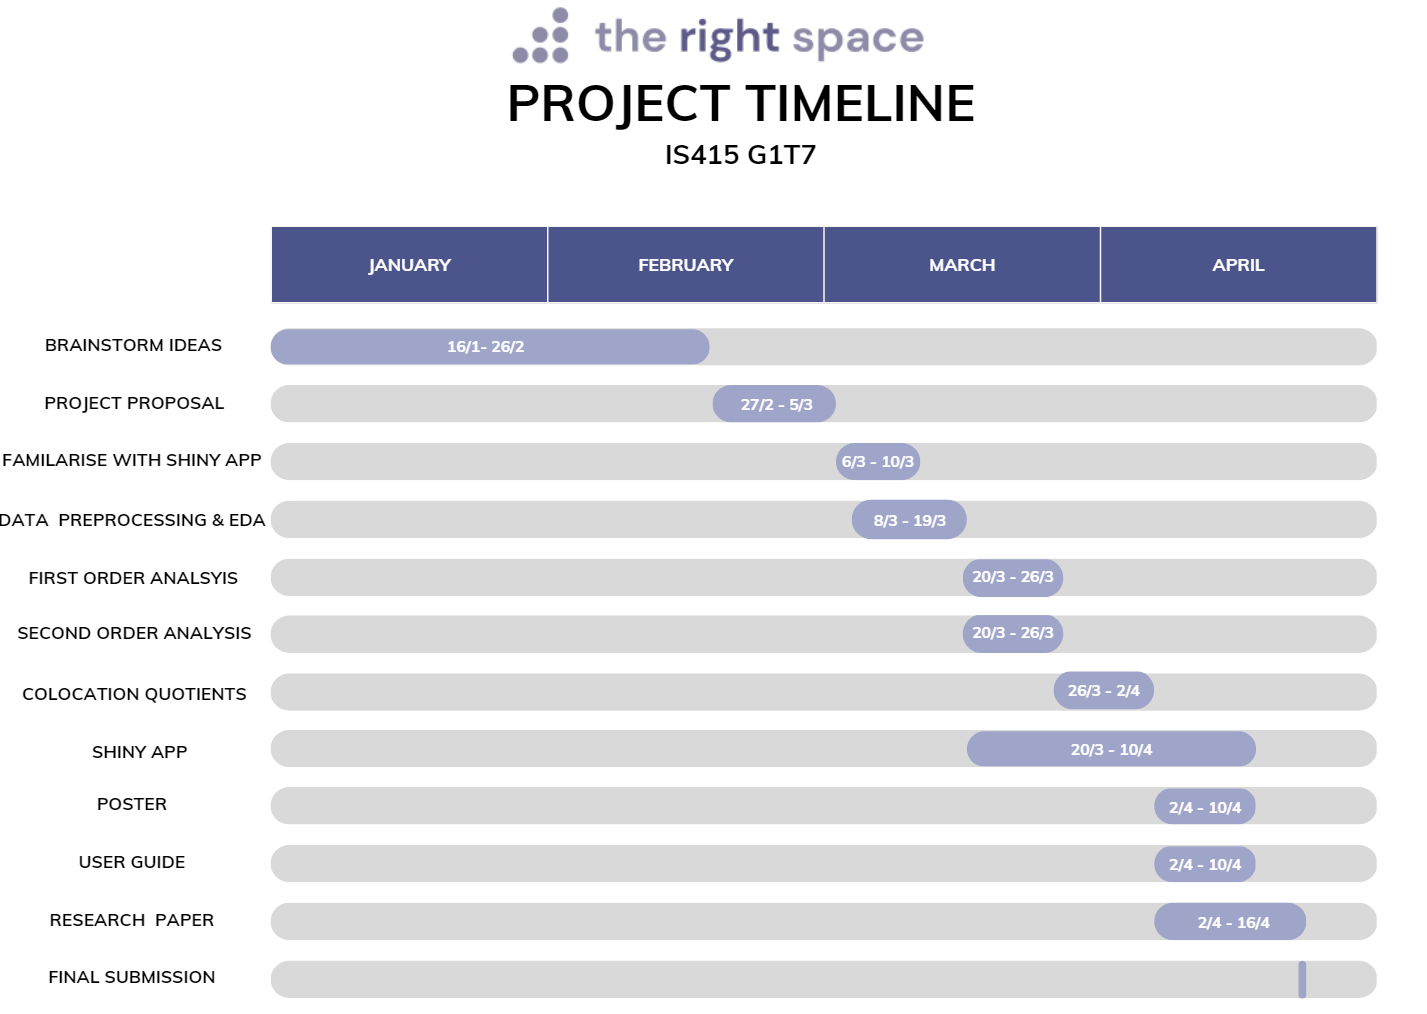 the right space
PROJECT TIMELINE
IS415 G1T7
JANUARY FEBRUARY MARCH APRIL
BRAINSTORM IDEAS 16/1- 26/2
PROJECT PROPOSAL 27/2 - 5/3
FAMILARISE WITH SHINY APP 6/3 - 10/3
DATA PREPROCESSING & EDA 8/3 - 19/3
FIRST ORDER ANALSYIS 20/3 - 26/3
SECOND ORDER ANALYSIS 20/3 - 26/3
COLOCATION QUOTIENTS 26/3 - 2/4
SHINY APP 20/3 - 10/4
POSTER 2/4 - 10/4
USER GUIDE 2/4 - 10/4
RESEARCH PAPER 2/4 - 16/4
FINAL SUBMISSION